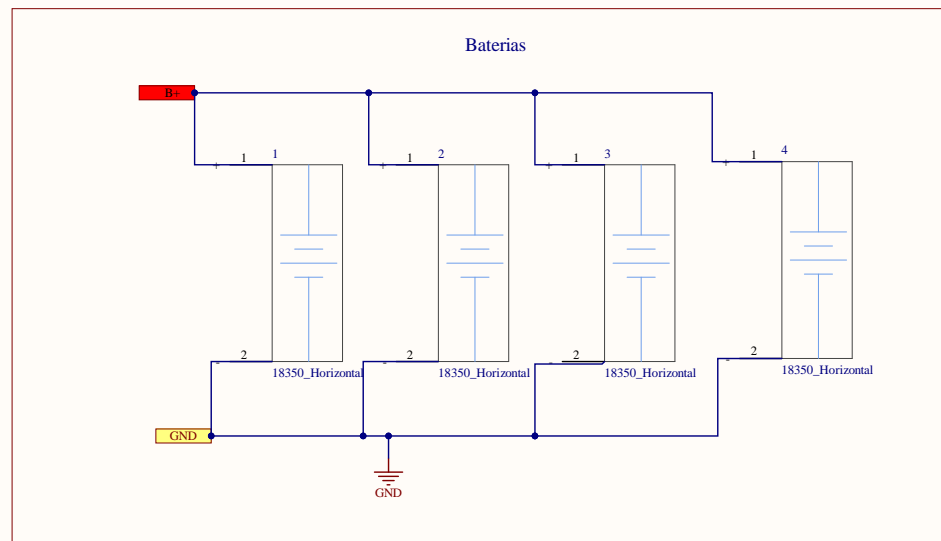 Baterias
B+
+ 1 1
+ 1 2
+ 1 3
+ 1 4
- 2
- 2
- 2
- 2
18350_Horizontal
18350_Horizontal
18350_Horizontal
18350_Horizontal
GND
GND